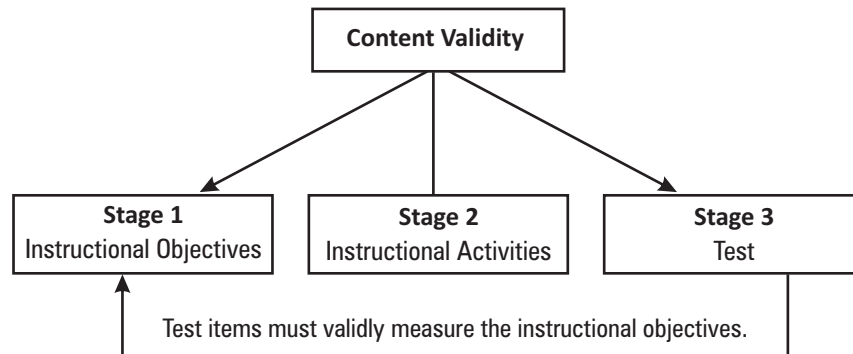 Content Validity
Stage 1
Instructional Objectives
Stage 2
Instructional Activities
Stage 3
Test
Test items must validly measure the instructional objectives.